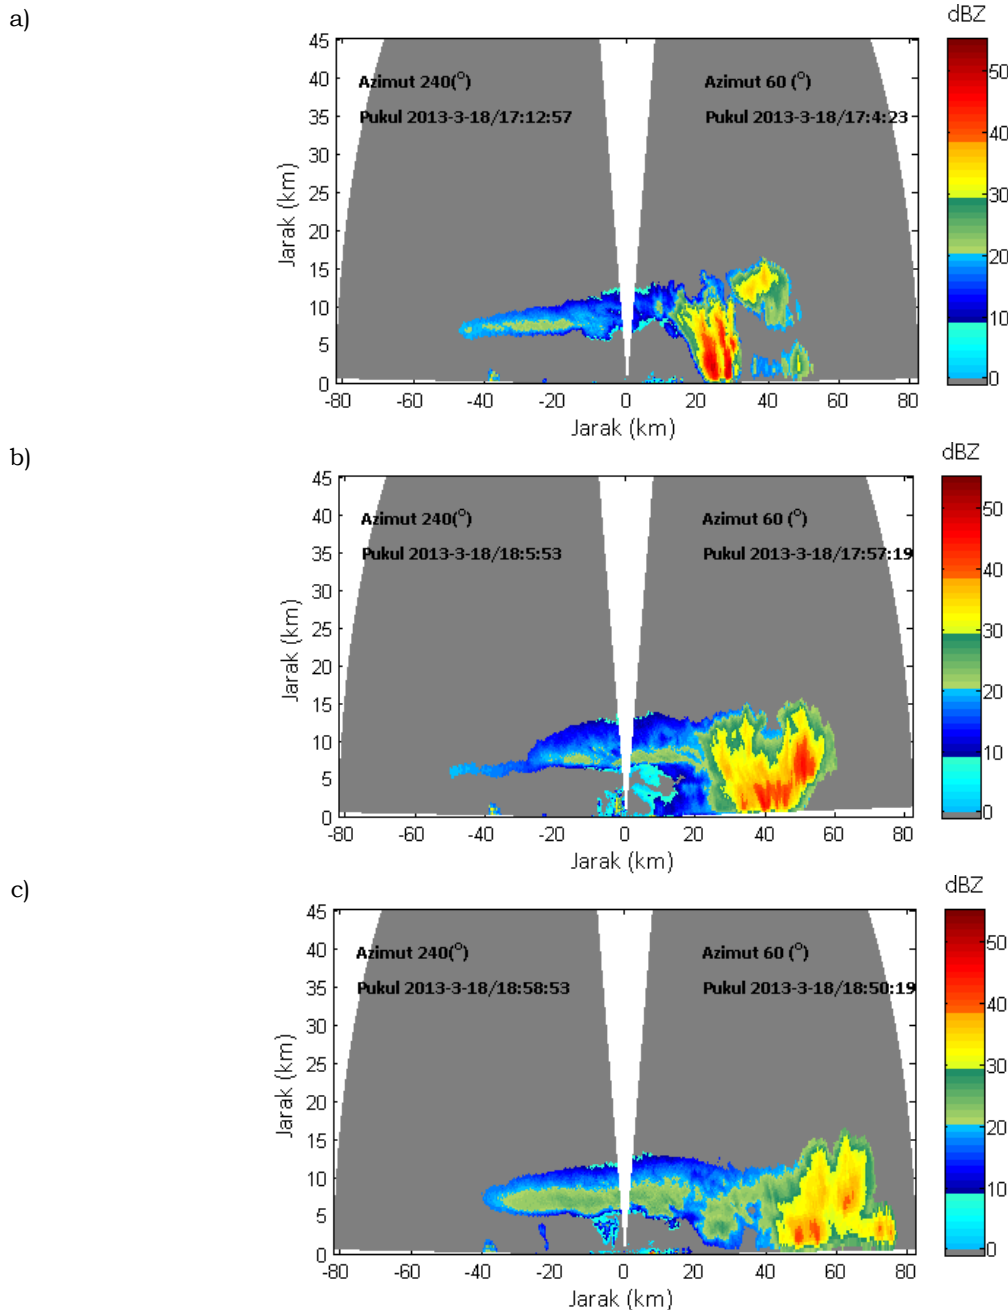 a)
dBZ
45
40
35
30
25
20
15
10
5
0
Jarak (km)
Azimut 240(°)
Azimut 60 (°)
Pukul 2013-3-18/17:12:57
Pukul 2013-3-18/17:4:23
-80 -60 -40 -20 0 20 40 60 80
Jarak (km)
50
40
30
20
10
0
b)
dBZ
45
40
35
30
25
20
15
10
5
0
Jarak (km)
Azimut 240(°)
Azimut 60 (°)
Pukul 2013-3-18/18:5:53
Pukul 2013-3-18/17:57:19
-80 -60 -40 -20 0 20 40 60 80
Jarak (km)
50
40
30
20
10
0
c)
dBZ
45
40
35
30
25
20
15
10
5
0
Jarak (km)
Azimut 240(°)
Azimut 60 (°)
Pukul 2013-3-18/18:58:53
Pukul 2013-3-18/18:50:19
-80 -60 -40 -20 0 20 40 60 80
Jarak (km)
50
40
30
20
10
0